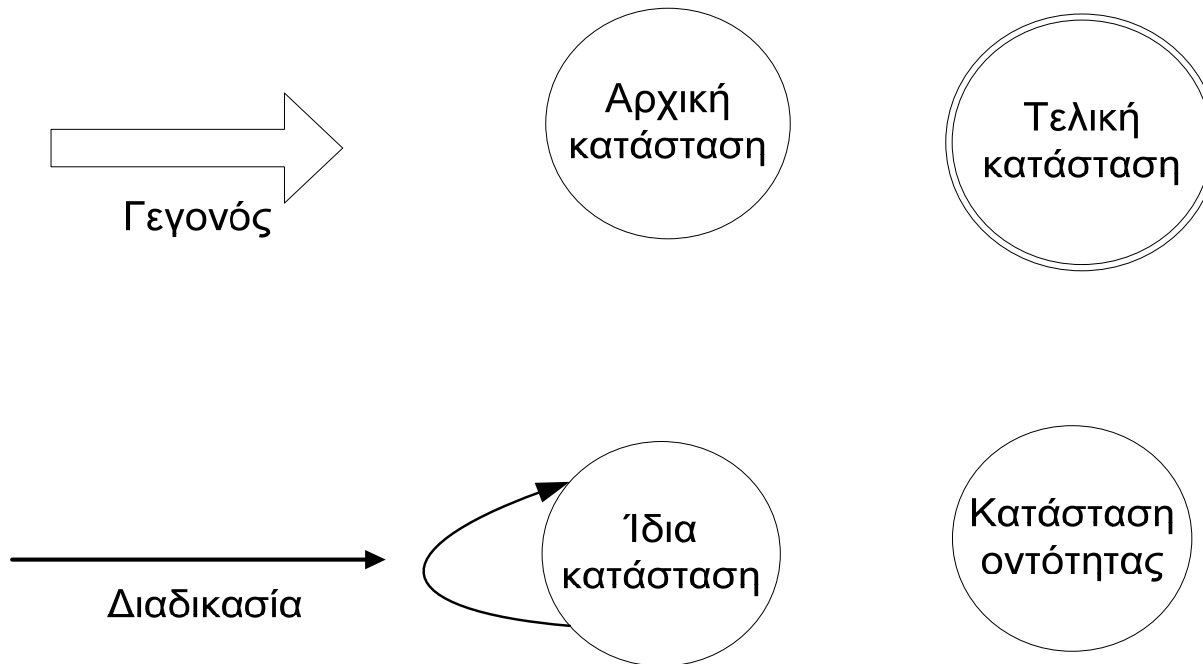 Γεγονός
Αρχική
κατάσταση
Τελική
κατάσταση
Διαδικασία
Ίδια
κατάσταση
Κατάσταση
οντότητας